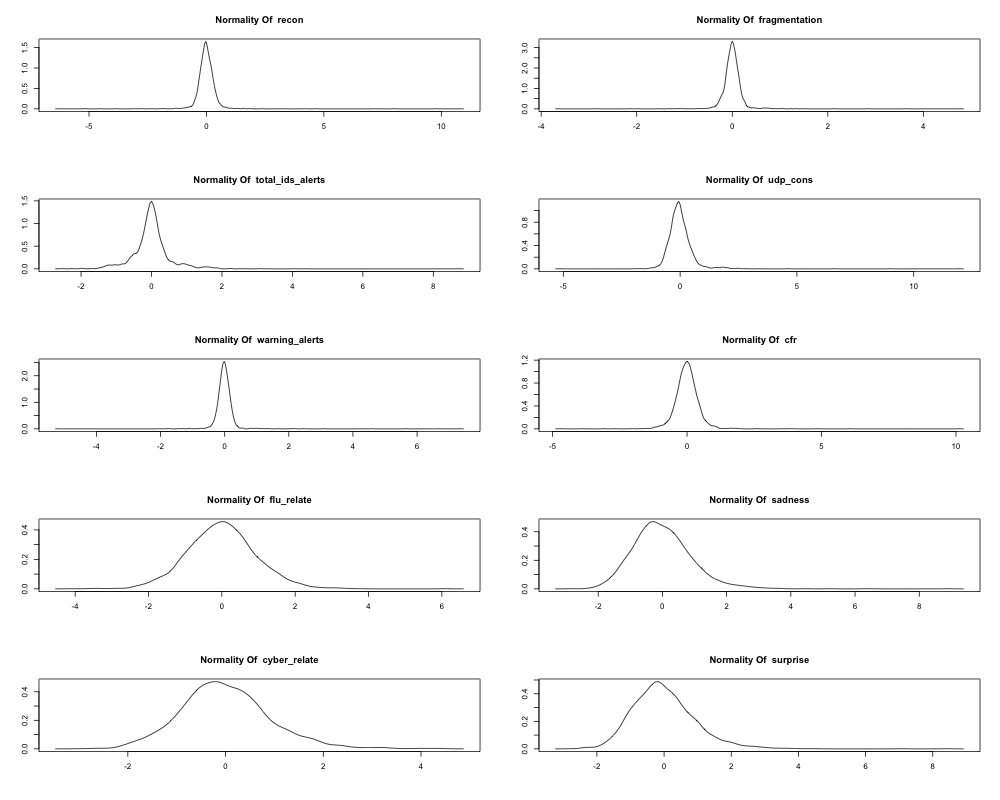 Normality Of recon
0.0 0.5 1.0 1.5
-5 0 5 10
Normality Of fragmentation
0.0 1.0 2.0 3.0
-4 -2 0 2 4
Normality Of total_ids_alerts
0.0 0.5 1.0 1.5
-2 0 2 4 6 8
Normality Of udp_cons
0.0 0.4 0.8
-5 0 5 10
Normality Of warning_alerts
0.0 1.0 2.0
-4 -2 0 2 4 6
Normality Of cfr
0.0 0.4 0.8 1.2
-5 0 5 10
Normality Of flu_relate
0.0 0.2 0.4
-4 -2 0 2 4 6
Normality Of sadness
0.0 0.2 0.4
-2 0 2 4 6 8
Normality Of cyber_relate
0.0 0.2 0.4
-2 0 2 4
Normality Of surprise
0.0 0.2 0.4
-2 0 2 4 6 8